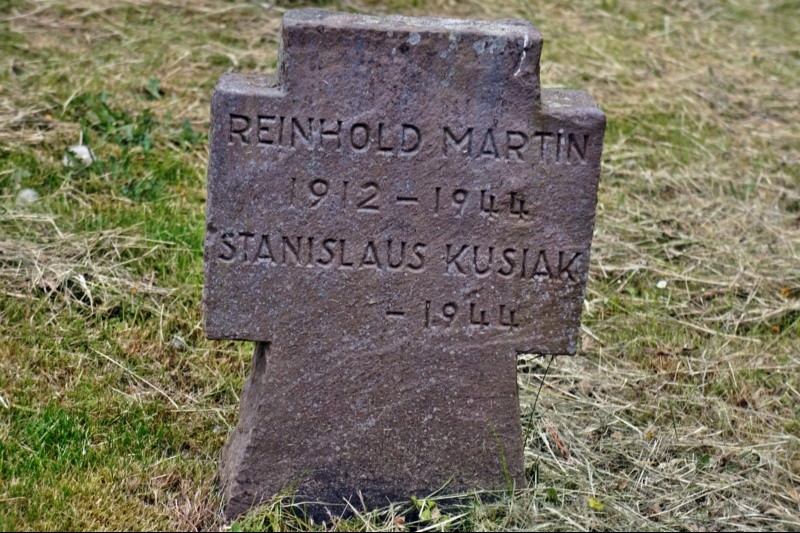 REINHOLD MARTIN
1912 – 1944
STANISLAUS KUSIAK
– 1944